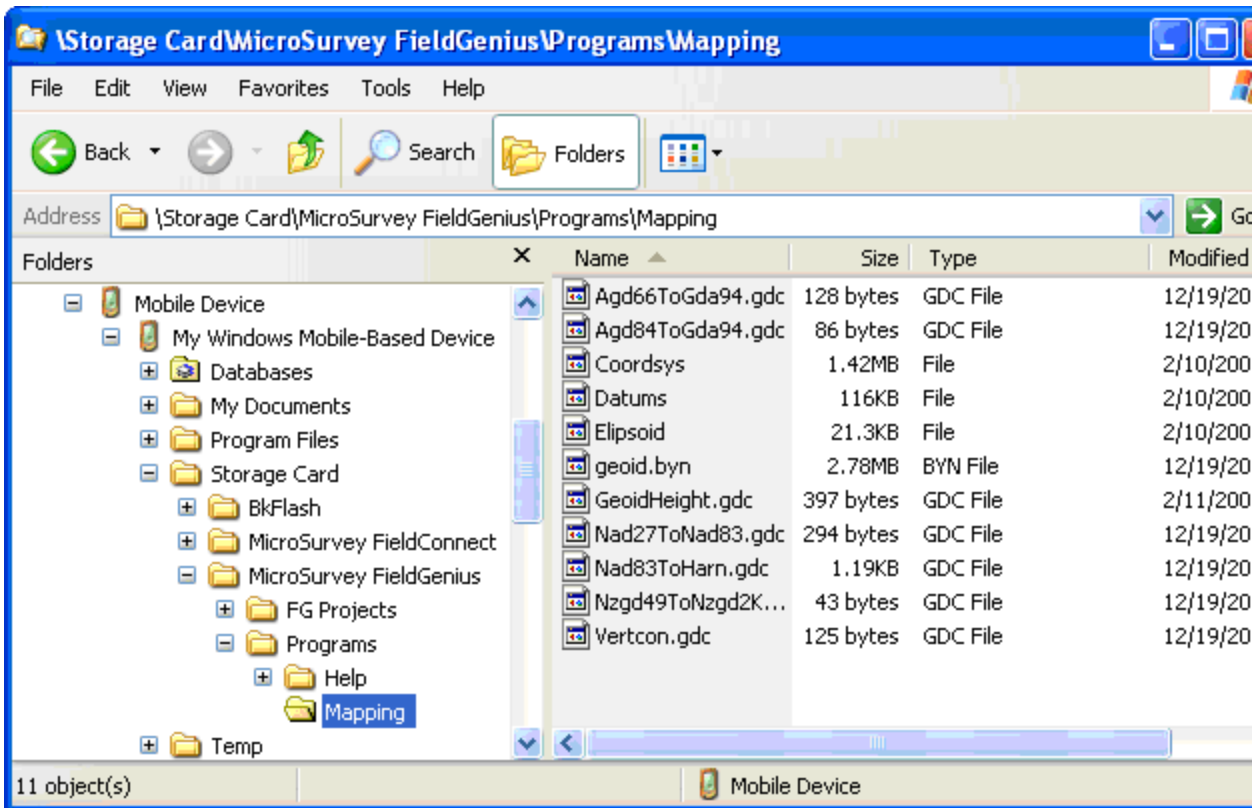 \Storage Card\MicroSurvey FieldGenius\Programs\Mapping
File Edit View Favorites Tools Help
Back Search Folders
Address \Storage Card\MicroSurvey FieldGenius\Programs\Mapping Go
Folders
Name Size Type Modified
Mobile Device
My Windows Mobile-Based Device
Databases
My Documents
Program Files
Storage Card
BkFlash
MicroSurvey FieldConnect
MicroSurvey FieldGenius
FG Projects
Programs
Help
Mapping
Temp
Agd66ToGda94.gdc 128 bytes GDC File 12/19/20
Agd84ToGda94.gdc 86 bytes GDC File 12/19/20
Coordsys 1.42MB File 2/10/200
Datums 116KB File 2/10/200
Elipsoid 21.3KB File 2/10/200
geoid.byn 2.78MB BYN File 12/19/20
GeoidHeight.gdc 397 bytes GDC File 2/11/200
Nad27ToNad83.gdc 294 bytes GDC File 12/19/20
Nad83ToHarn.gdc 1.19KB GDC File 12/19/20
Nzgd49ToNzgd2K... 43 bytes GDC File 12/19/20
Vertcon.gdc 125 bytes GDC File 12/19/20
11 object(s) Mobile Device